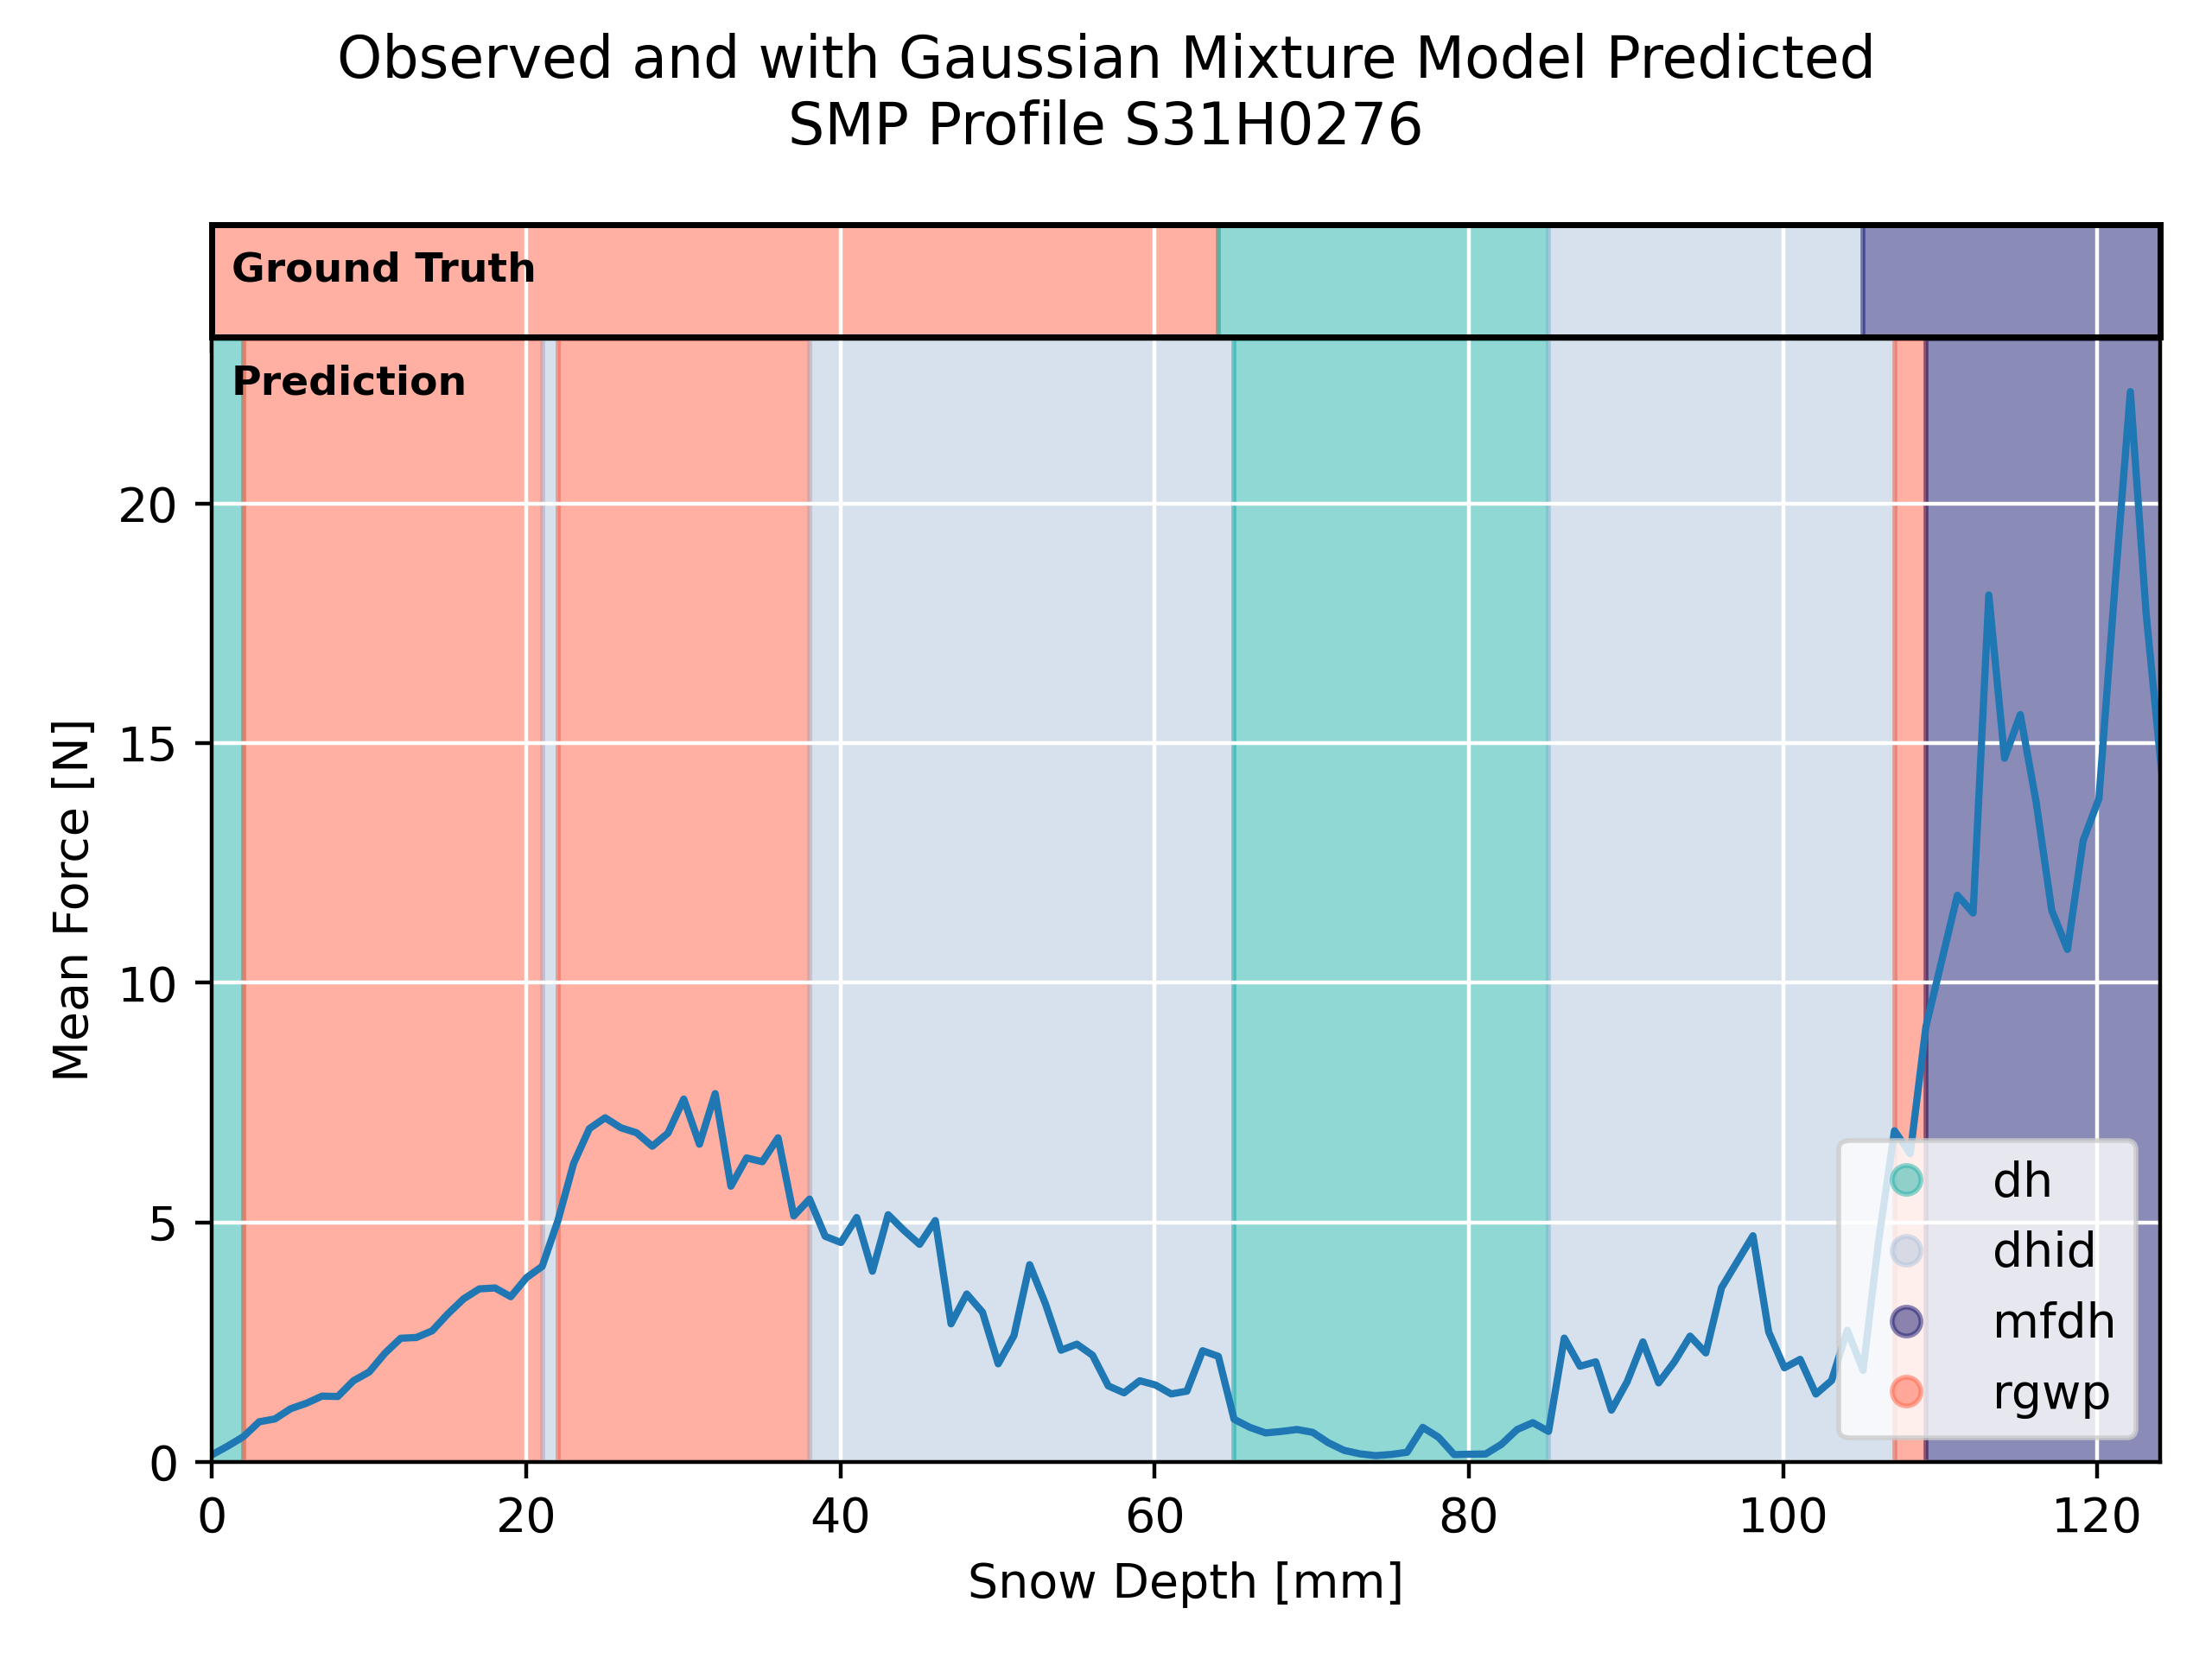 Observed and with Gaussian Mixture Model Predicted
SMP Profile S31H0276
Ground Truth
Prediction
20
15
10
5
0
Mean Force [N]
dh
dhid
mfdh
rgwp
0 20 40 60 80 100 120
Snow Depth [mm]